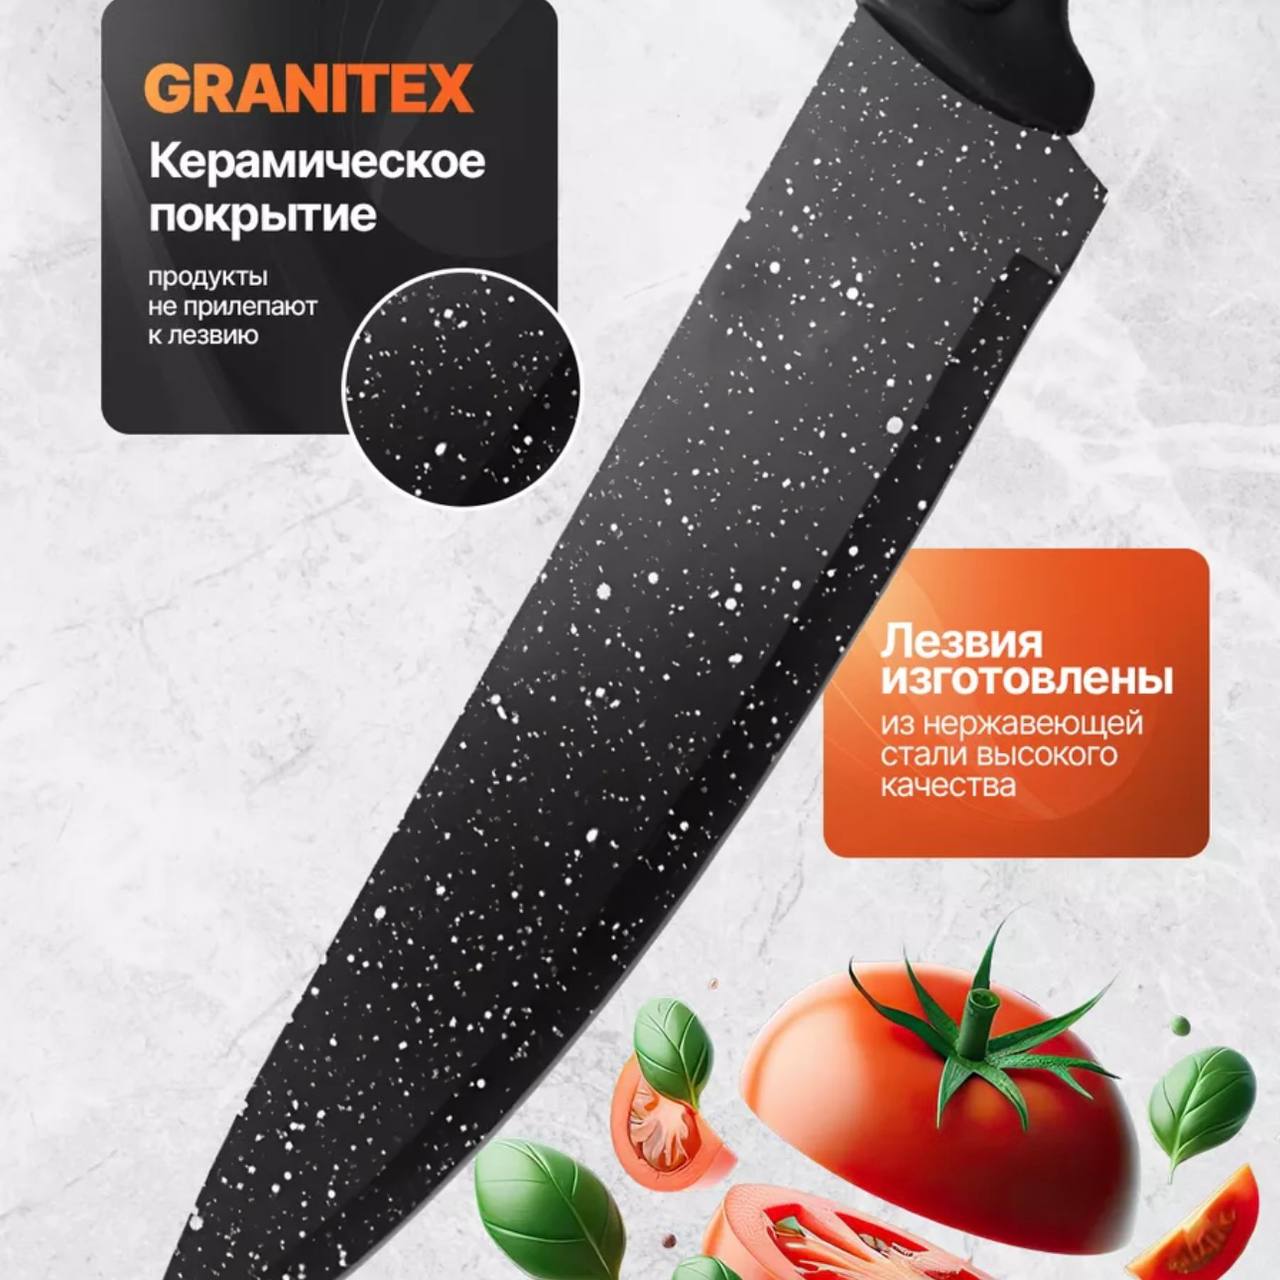 GRANITEX
Керамическое
покрытие
продукты
не прилепают
к лезвию
Лезвия
изготовлены
из нержавеющей
стали высокого
качества